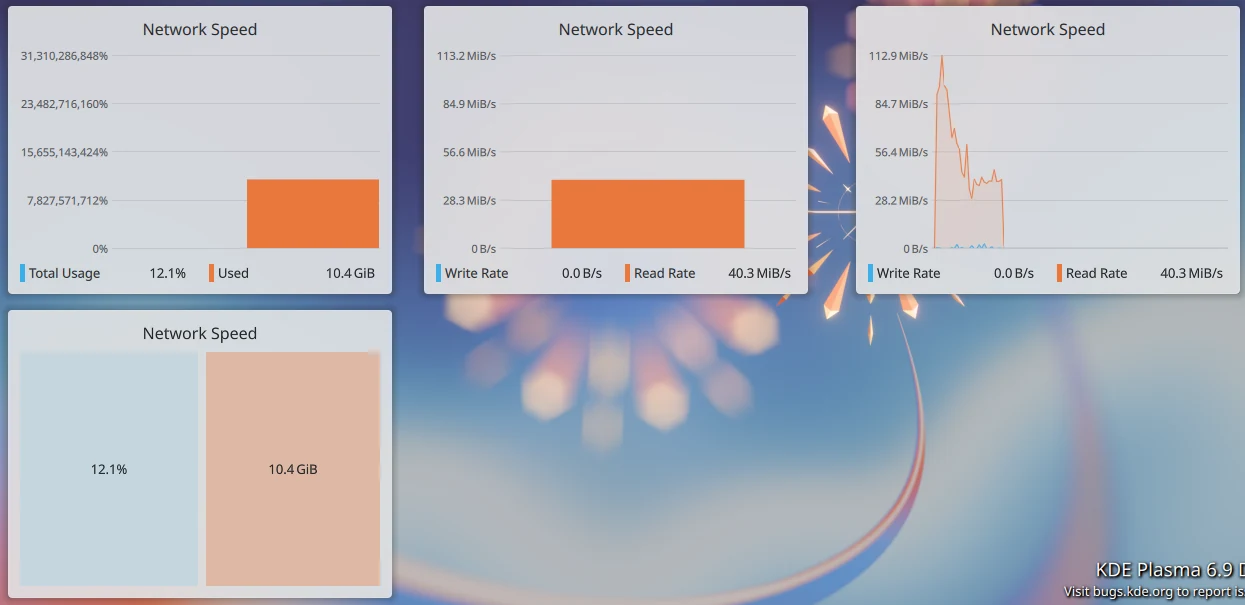 Network Speed
31,310,286,848%
23,482,716,160%
15,655,143,424%
7,827,571,712%
0%
Total Usage 12.1% Used 10.4 GiB
Network Speed
113.2 MiB/s
84.9 MiB/s
56.6 MiB/s
28.3 MiB/s
0 B/s
Write Rate 0.0 B/s Read Rate 40.3 MiB/s
Network Speed
112.9 MiB/s
84.7 MiB/s
56.4 MiB/s
28.2 MiB/s
0 B/s
Write Rate 0.0 B/s Read Rate 40.3 MiB/s
Network Speed
12.1% 10.4 GiB
KDE Plasma 6.9 D
Visit bugs.kde.org to report is